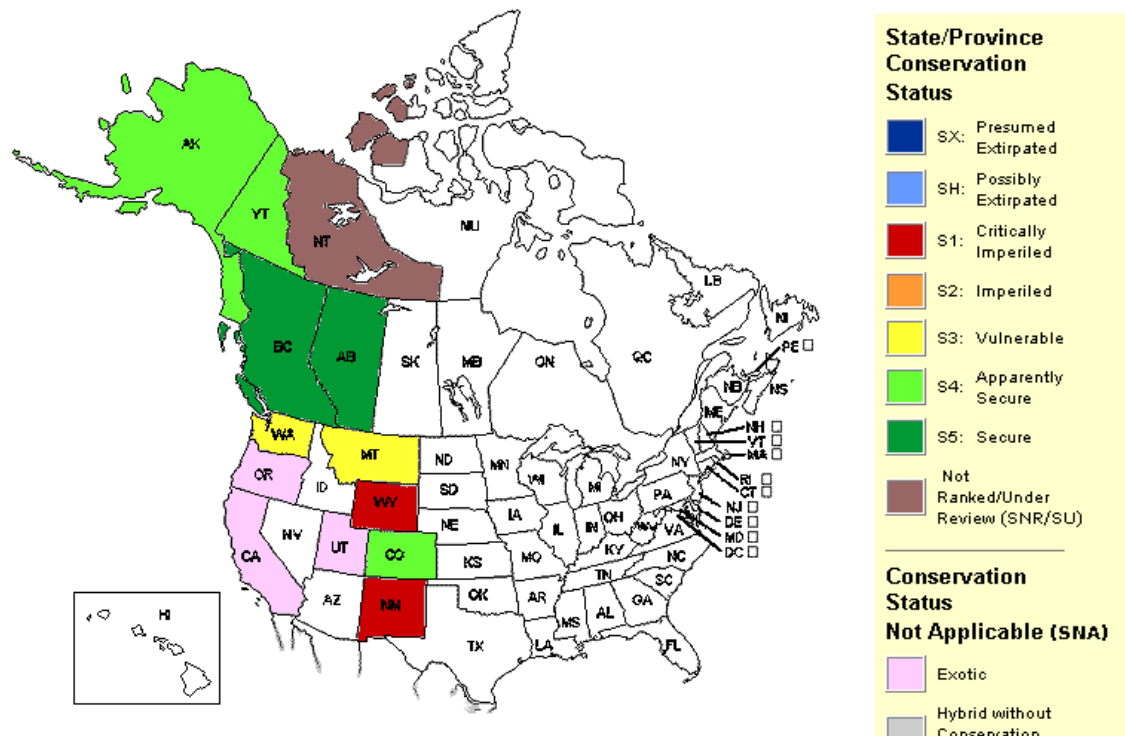 AK
YT
NT
NU
BC
AB
SK
MB
ON
QC
LB
NI
PE
NB
NS
ME
NH
VT
MA
RI
CT
NJ
DE
MD
DC
WA
MT
ND
MN
OR
ID
WY
SD
WI
MI
NY
PA
NV
UT
CO
NE
IA
IL
IN
OH
WV
VA
CA
KS
MO
KY
NC
AZ
NM
OK
AR
TN
SC
TX
LA
MS
AL
GA
FL
HI
State/Province
Conservation
Status
SX: Presumed
Extirpated
SH: Possibly
Extirpated
S1: Critically
Imperiled
S2: Imperiled
S3: Vulnerable
S4: Apparently
Secure
S5: Secure
Not
Ranked/Under
Review (SNR/SU)
Conservation
Status
Not Applicable (SNA)
Exotic
Hybrid without
Conservation